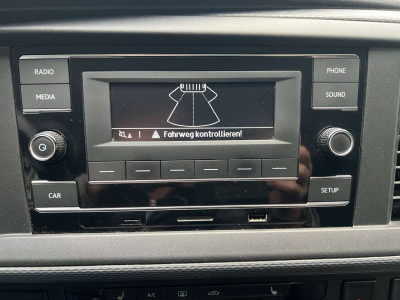 RADIO
PHONE
MEDIA
SOUND
Fahrweg kontrollieren!
CAR
SETUP
A/C